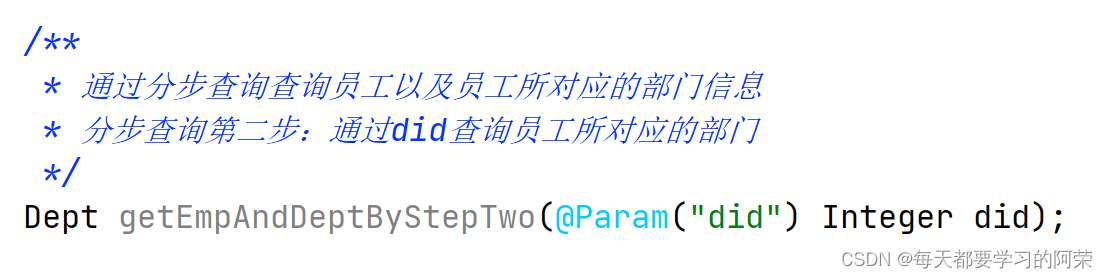 /**
* 通过分步查询查询员工以及员工所对应的部门信息
* 分步查询第二步：通过did查询员工所对应的部门
*/
Dept getEmpAndDeptByStepTwo(@Param("did") Integer did);
CSDN @每天都要学习的阿荣